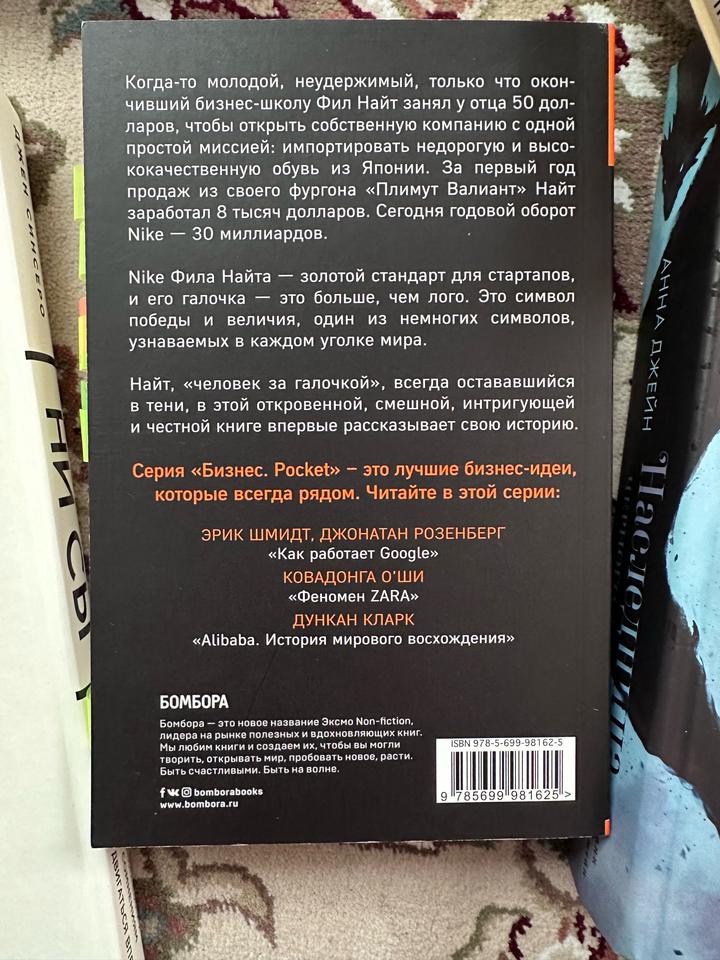 Когда-то молодой, неудержимый, только что окон-
чивший бизнес-школу Фил Найт занял у отца 50 дол-
ларов, чтобы открыть собственную компанию с одной
простой миссией: импортировать недорогую и высо-
кокачественную обувь из Японии. За первый год
продаж из своего фургона «Плимут Валиант» Найт
заработал 8 тысяч долларов. Сегодня годовой оборот
Nike — 30 миллиардов.
Nike Фила Найта — золотой стандарт для стартапов,
и его галочка — это больше, чем лого. Это символ
победы и величия, один из немногих символов,
узнаваемых в каждом уголке мира.
Найт, «человек за галочкой», всегда остававшийся
в тени, в этой откровенной, смешной, интригующей
и честной книге впервые рассказывает свою историю.
Серия «Бизнес. Pocket» – это лучшие бизнес-идеи,
которые всегда рядом. Читайте в этой серии:
ЭРИК ШМИДТ, ДЖОНАТАН РОЗЕНБЕРГ
«Как работает Google»
КОВАДОНГА О'ШИ
«Феномен ZARA»
ДУНКАН КЛАРК
«Alibaba. История мирового восхождения»
БОМБОРА
Бомбора — это новое название Эксмо Non-fiction,
лидера на рынке полезных и вдохновляющих книг.
Мы любим книги и создаем их, чтобы вы могли
творить, открывать мир, пробовать новое, расти.
Быть счастливыми. Быть на волне.
bomborabooks
www.bombora.ru
ISBN 978-5-699-98162-5
9 785699 981625 >
ДЖЕН СИНСЕРО
НИ СЫ
ДВИГАТЬСЯ
АННА ДЖЕЙН
Наследница